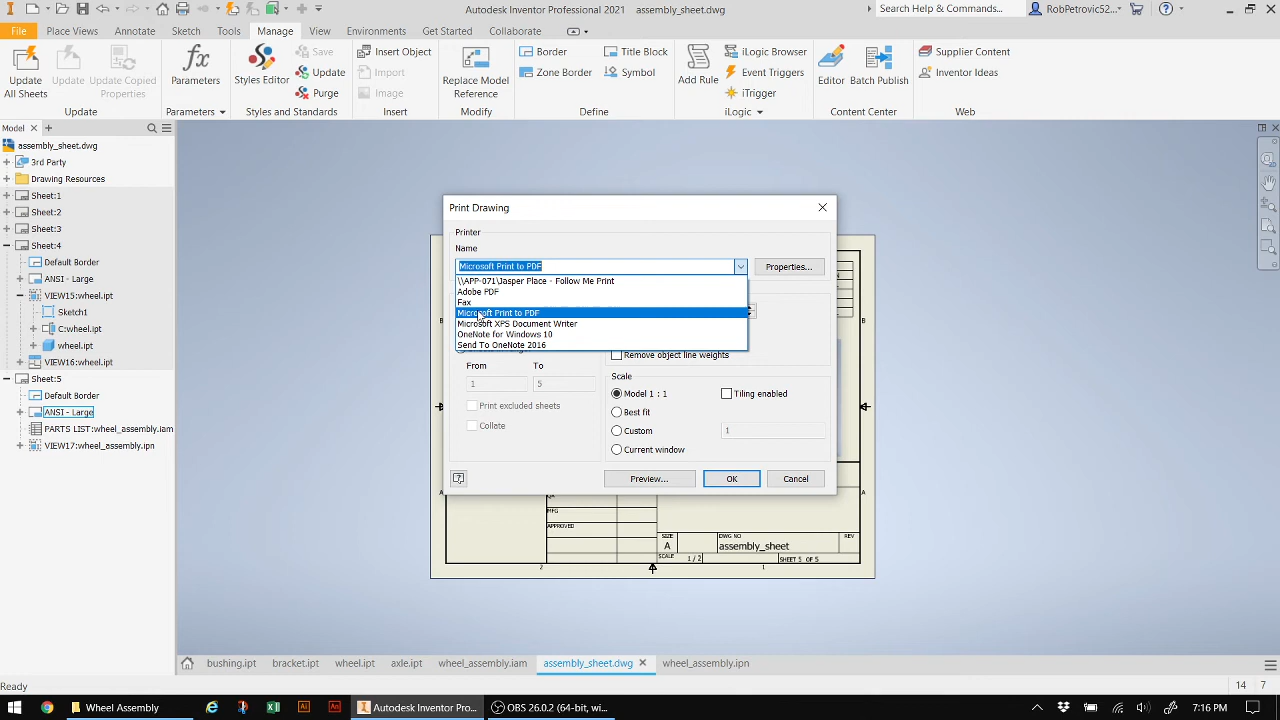 Autodesk Inventor Professional 2021 assembly_sheet.dwg
Search Help & Commands...
RobPetrovic52...
File Place Views Annotate Sketch Tools Manage View Environments Get Started Collaborate
Update All Sheets
Update
Update Copied Properties
Update
Parameters
Parameters
Styles Editor
Save
Update
Purge
Styles and Standards
Insert Object
Import
Image
Insert
Replace Model Reference
Modify
Border
Zone Border
Title Block
Symbol
Define
Add Rule
iLogic Browser
Event Triggers
iTrigger
iLogic
Editor
Batch Publish
Content Center
Supplier Content
Inventor Ideas
Web
Model
assembly_sheet.dwg
3rd Party
Drawing Resources
Sheet:1
Sheet:2
Sheet:3
Sheet:4
Default Border
ANSI - Large
VIEW15:wheel.ipt
Sketch1
C:wheel.ipt
wheel.ipt
VIEW16:wheel.ipt
Sheet:5
Default Border
ANSI - Large
PARTS LIST:wheel_assembly.iam
VIEW17:wheel_assembly.ipn
Print Drawing
Printer
Name
Microsoft Print to PDF
Properties...
\\APP-071\Jasper Place - Follow Me Print
Adobe PDF
Fax
Microsoft Print to PDF
Microsoft XPS Document Writer
OneNote for Windows 10
Send To OneNote 2016
From To
1 5
Print excluded sheets
Collate
Remove object line weights
Scale
Model 1 : 1
Tiling enabled
Best fit
Custom
1
Current window
Preview...
OK
Cancel
B
B
A
A
QA
MFG
APPROVED
SIZE
A
DWG NO
assembly_sheet
REV
SCALE
1 / 2
SHEET 5 OF 5
2
1
bushing.ipt bracket.ipt wheel.ipt axle.ipt wheel_assembly.iam assembly_sheet.dwg wheel_assembly.ipn
Ready
14 7
Wheel Assembly
Autodesk Inventor Pro...
OBS 26.0.2 (64-bit, wi...
7:16 PM